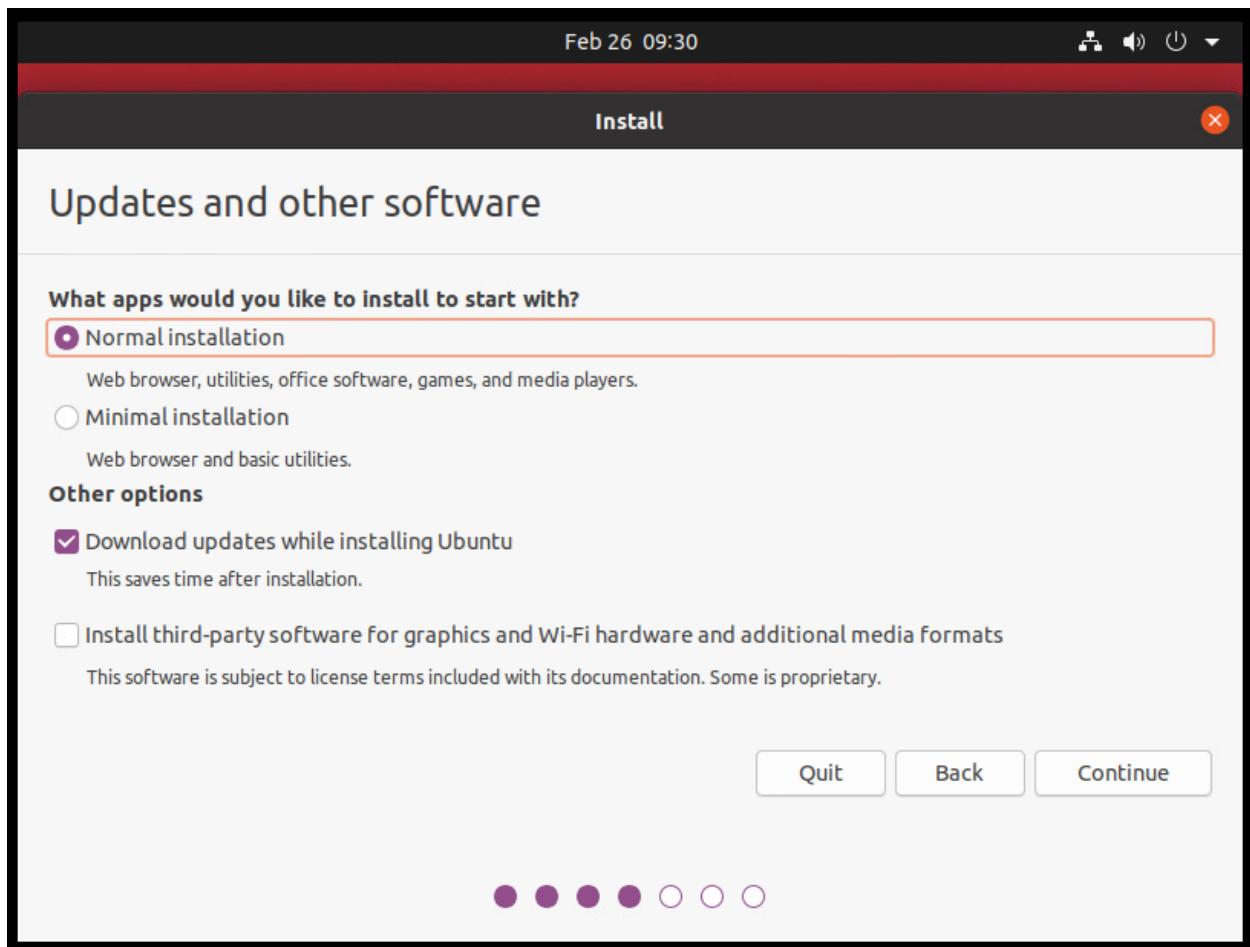 Feb 26 09:30
Install
Updates and other software
What apps would you like to install to start with?
Normal installation
Web browser, utilities, office software, games, and media players.
Minimal installation
Web browser and basic utilities.
Other options
Download updates while installing Ubuntu
This saves time after installation.
Install third-party software for graphics and Wi-Fi hardware and additional media formats
This software is subject to license terms included with its documentation. Some is proprietary.
Quit Back Continue